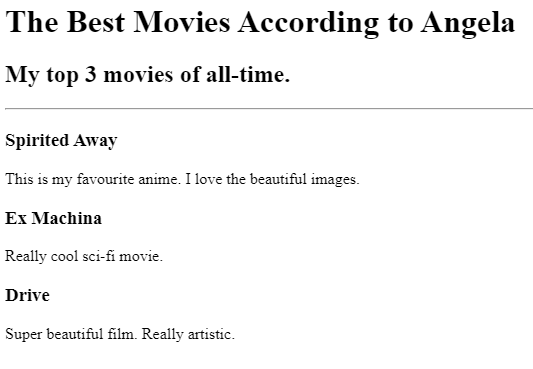 The Best Movies According to Angela
My top 3 movies of all-time.
Spirited Away
This is my favourite anime. I love the beautiful images.
Ex Machina
Really cool sci-fi movie.
Drive
Super beautiful film. Really artistic.